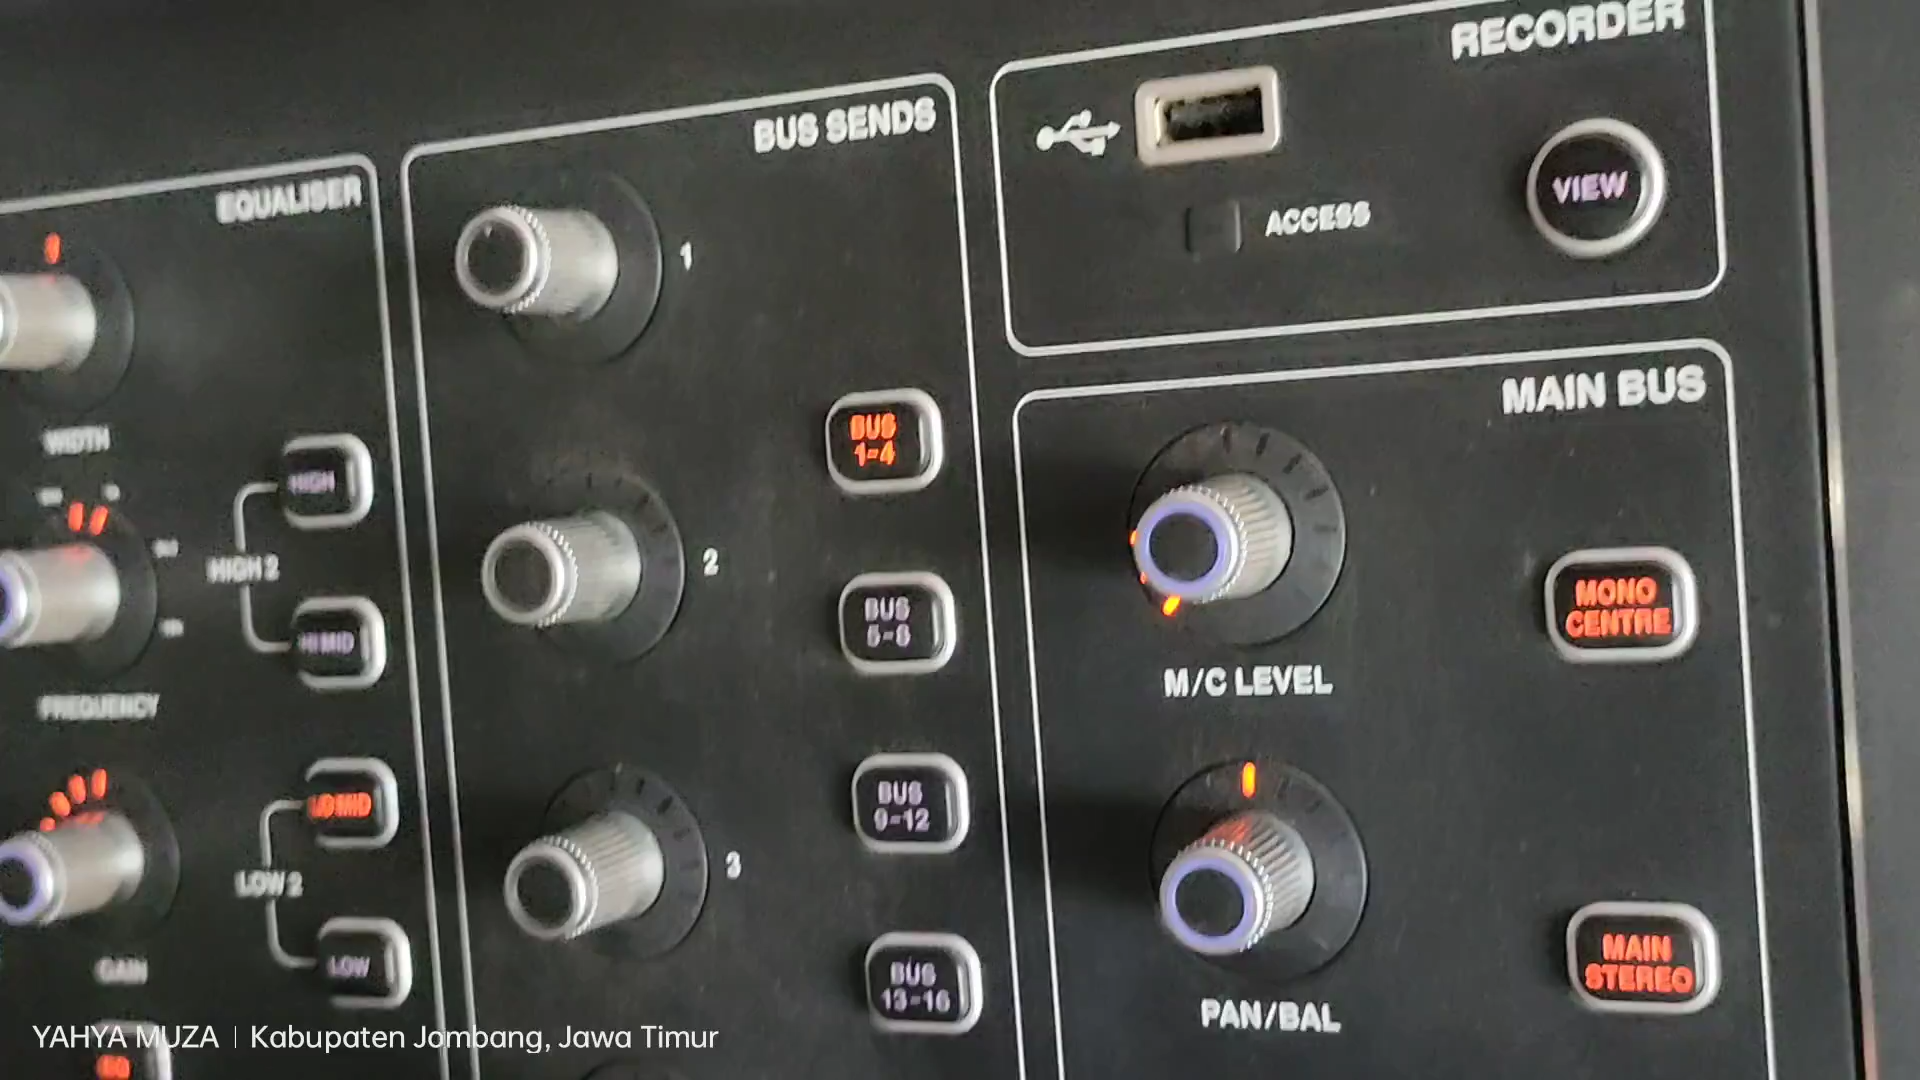 RECORDER
BUS SENDS
EQUALISER
VIEW
ACCESS
1
MAIN BUS
WIDTH
BUS
1-4
HIGH
HIGH 2
2
BUS
5-8
MONO
CENTRE
HI MID
M/C LEVEL
FREQUENCY
LO MID
BUS
9-12
3
LOW 2
MAIN
STEREO
LOW
GAIN
BUS
13-16
PAN/BAL
EQ
YAHYA MUZA | Kabupaten Jombang, Jawa Timur